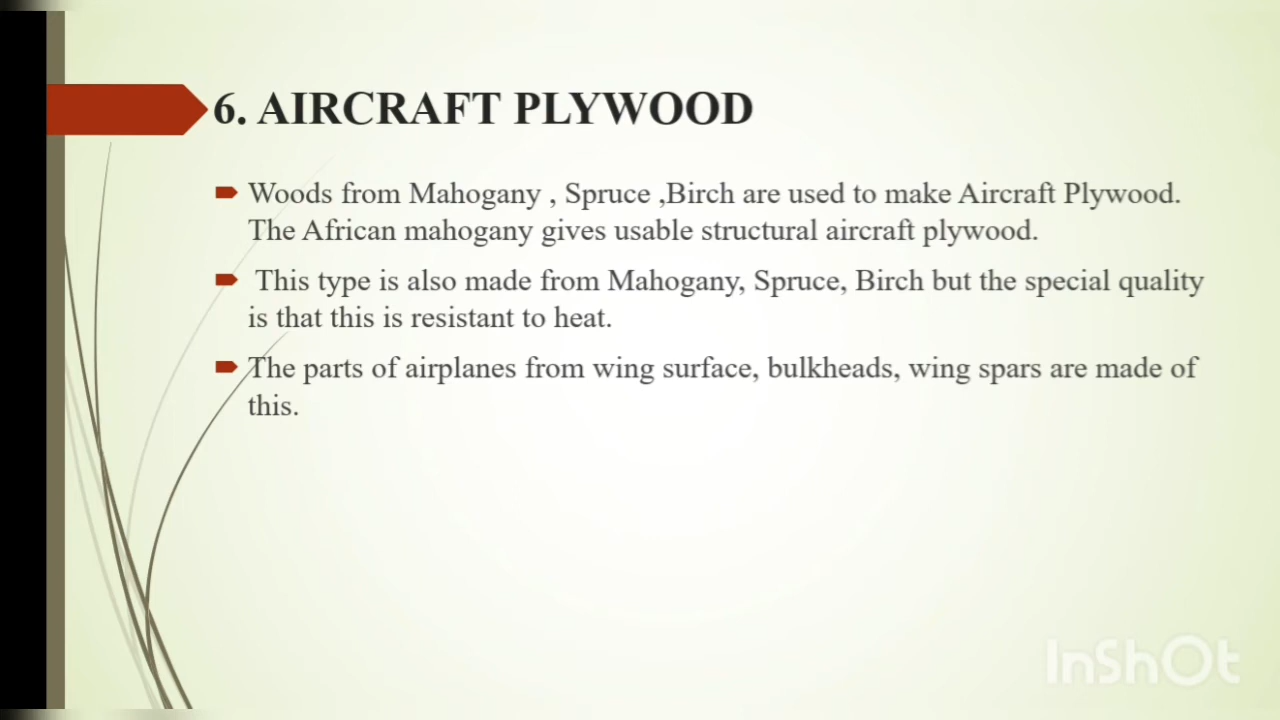 6. AIRCRAFT PLYWOOD
Woods from Mahogany , Spruce ,Birch are used to make Aircraft Plywood.
The African mahogany gives usable structural aircraft plywood.
This type is also made from Mahogany, Spruce, Birch but the special quality
is that this is resistant to heat.
The parts of airplanes from wing surface, bulkheads, wing spars are made of
this.
InShOt